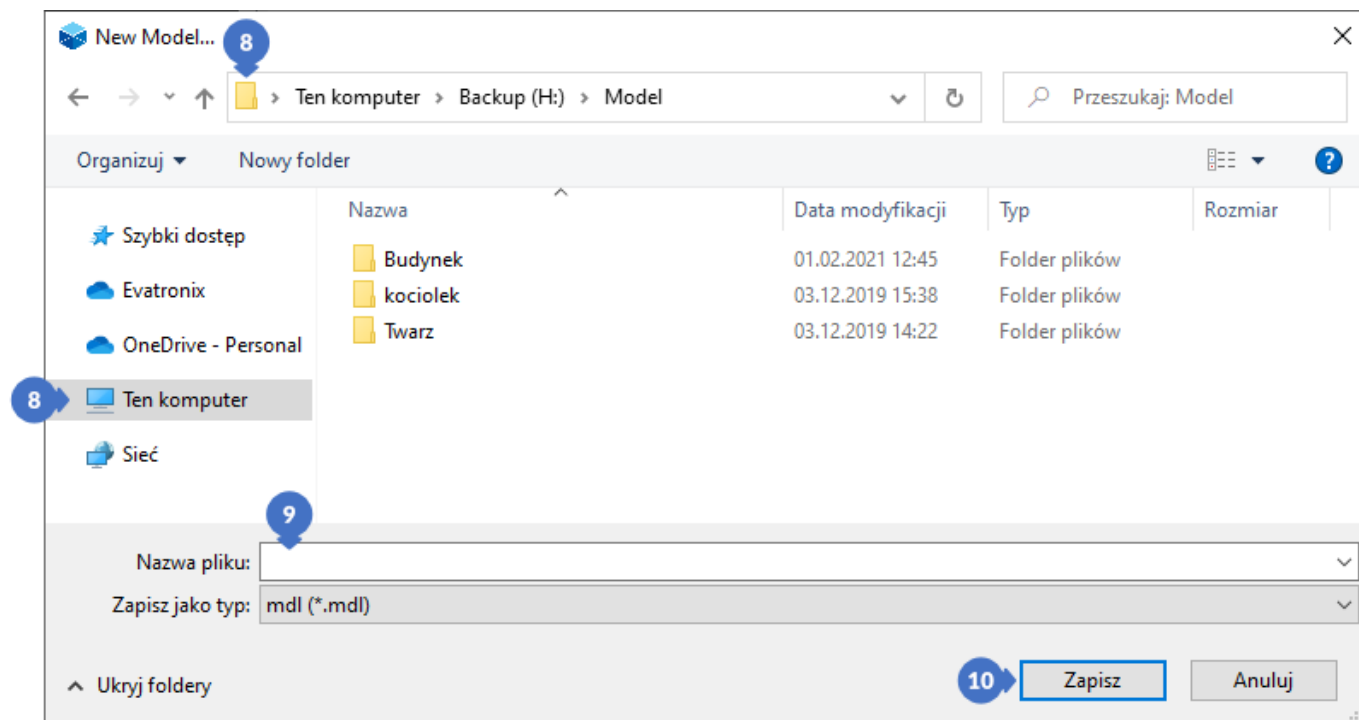 New Model...
8
Ten komputer > Backup (H:) > Model
Przeszukaj: Model
Organizuj
Nowy folder
?
Nazwa
Data modyfikacji
Typ
Rozmiar
Szybki dostęp
Evatronix
OneDrive - Personal
8
Ten komputer
Sieć
Budynek 01.02.2021 12:45 Folder plików
kociolek 03.12.2019 15:38 Folder plików
Twarz 03.12.2019 14:22 Folder plików
9
Nazwa pliku:
Zapisz jako typ: mdl (*.mdl)
Ukryj foldery
10
Zapisz
Anuluj